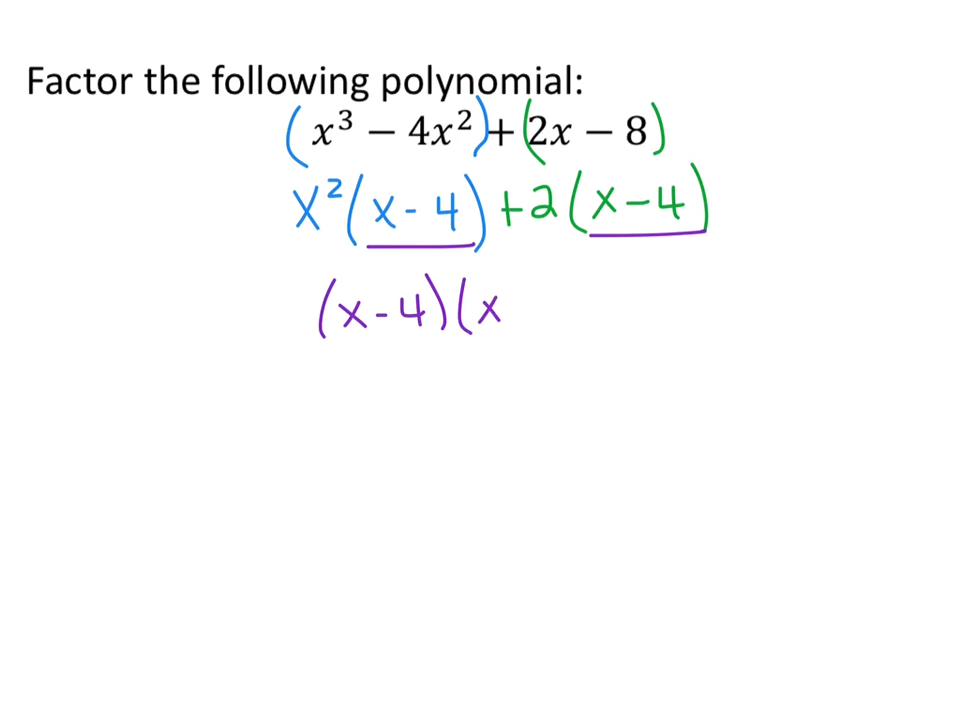 Factor the following polynomial:
(x³ − 4x²) + (2x − 8)
x²(x - 4) + 2(x - 4)
(x - 4)(x